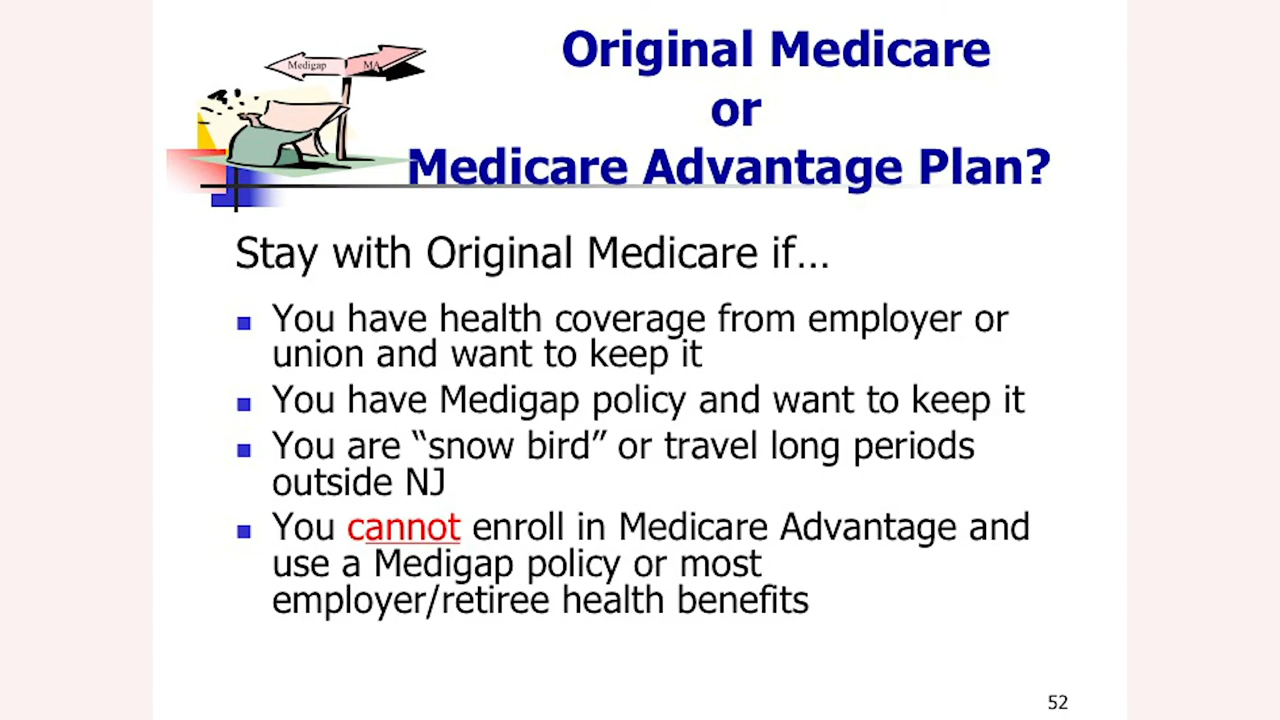 Medigap MA
Original Medicare
or
Medicare Advantage Plan?
Stay with Original Medicare if…
You have health coverage from employer or
union and want to keep it
You have Medigap policy and want to keep it
You are “snow bird” or travel long periods
outside NJ
You cannot enroll in Medicare Advantage and
use a Medigap policy or most
employer/retiree health benefits
52